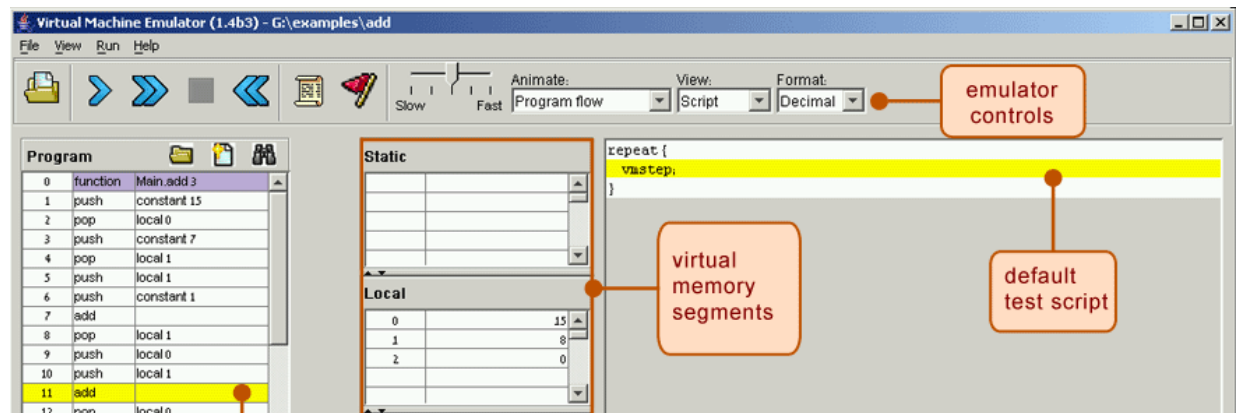 Virtual Machine Emulator (1.4b3) - G:\examples\add
File View Run Help
Slow Fast
Animate:
Program flow
View:
Script
Format:
Decimal
emulator
controls
Program
0 function Main.add 3
1 push constant 15
2 pop local 0
3 push constant 7
4 pop local 1
5 push local 1
6 push constant 1
7 add
8 pop local 1
9 push local 0
10 push local 1
11 add
12 pop local 0
Static
Local
0 15
1 8
2 0
virtual
memory
segments
repeat {
vmstep;
}
default
test script